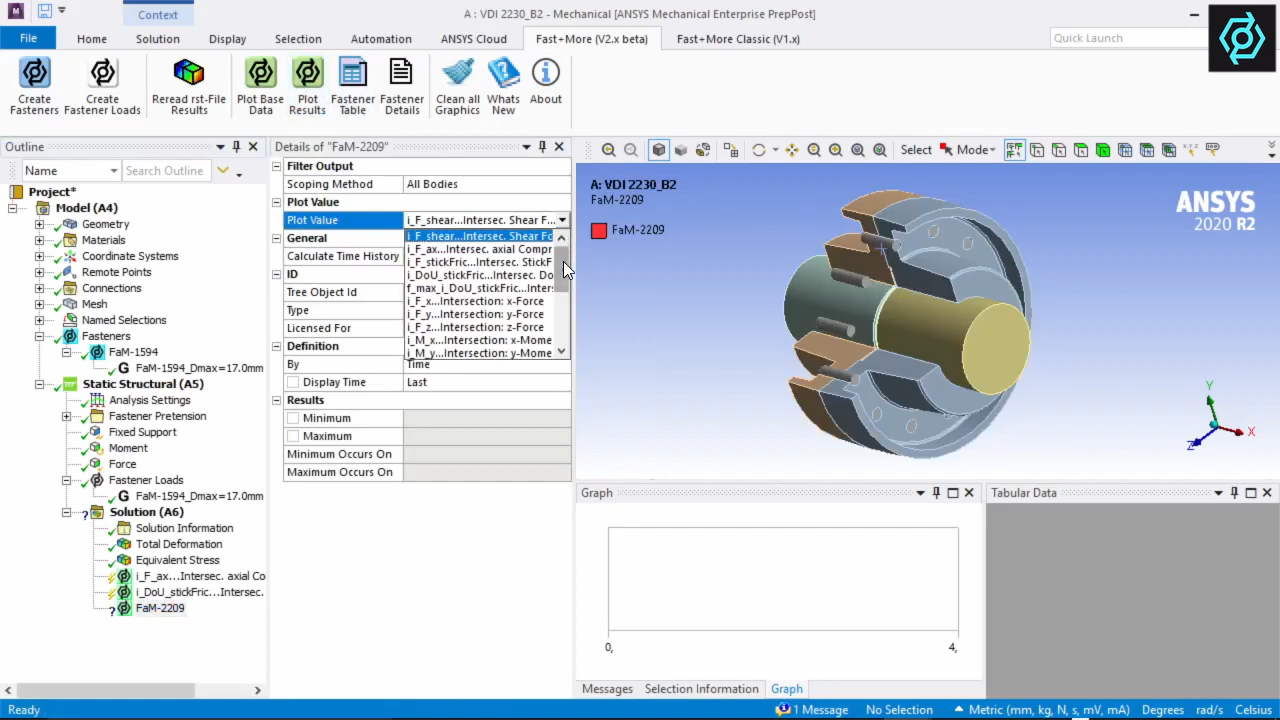 A : VDI 2230_B2 - Mechanical [ANSYS Mechanical Enterprise PrepPost]
Context
File
Home
Solution
Display
Selection
Automation
ANSYS Cloud
Fast+More (V2.x beta)
Fast+More Classic (V1.x)
Quick Launch
Create Fasteners
Create Fastener Loads
Reread rst-File Results
Plot Base Data
Plot Results
Fastener Table
Fastener Details
Clean all Graphics
Whats New
About
Outline
Name
Search Outline
Project*
Model (A4)
Geometry
Materials
Coordinate Systems
Remote Points
Connections
Mesh
Named Selections
Fasteners
FaM-1594
FaM-1594_Dmax=17.0mm
Static Structural (A5)
Analysis Settings
Fastener Pretension
Fixed Support
Moment
Force
Fastener Loads
FaM-1594_Dmax=17.0mm
Solution (A6)
Solution Information
Total Deformation
Equivalent Stress
i_F_ax...Intersec. axial Co
i_DoU_stickFric...Intersec.
FaM-2209
Details of "FaM-2209"
Filter Output
Scoping Method All Bodies
Plot Value
Plot Value i_F_shear...Intersec. Shear F...
General
Calculate Time History
ID
Tree Object Id
Type
Licensed For
Definition
By Time
Display Time Last
Results
Minimum
Maximum
Minimum Occurs On
Maximum Occurs On
i_F_shear...Intersec. Shear Fo
i_F_ax...Intersec. axial Compr
i_F_stickFric...Intersec. StickF
i_DoU_stickFric...Intersec. Do
f_max_i_DoU_stickFric...Inters
i_F_x...Intersection: x-Force
i_F_y...Intersection: y-Force
i_F_z...Intersection: z-Force
i_M_x...Intersection: x-Mome
i_M_y...Intersection: y-Mome
Select
Mode
A: VDI 2230_B2
FaM-2209
FaM-2209
ANSYS
2020 R2
Y
X
Z
Graph
0,
4,
Tabular Data
Messages
Selection Information
Graph
Ready
1 Message
No Selection
Metric (mm, kg, N, s, mV, mA)
Degrees
rad/s
Celsius